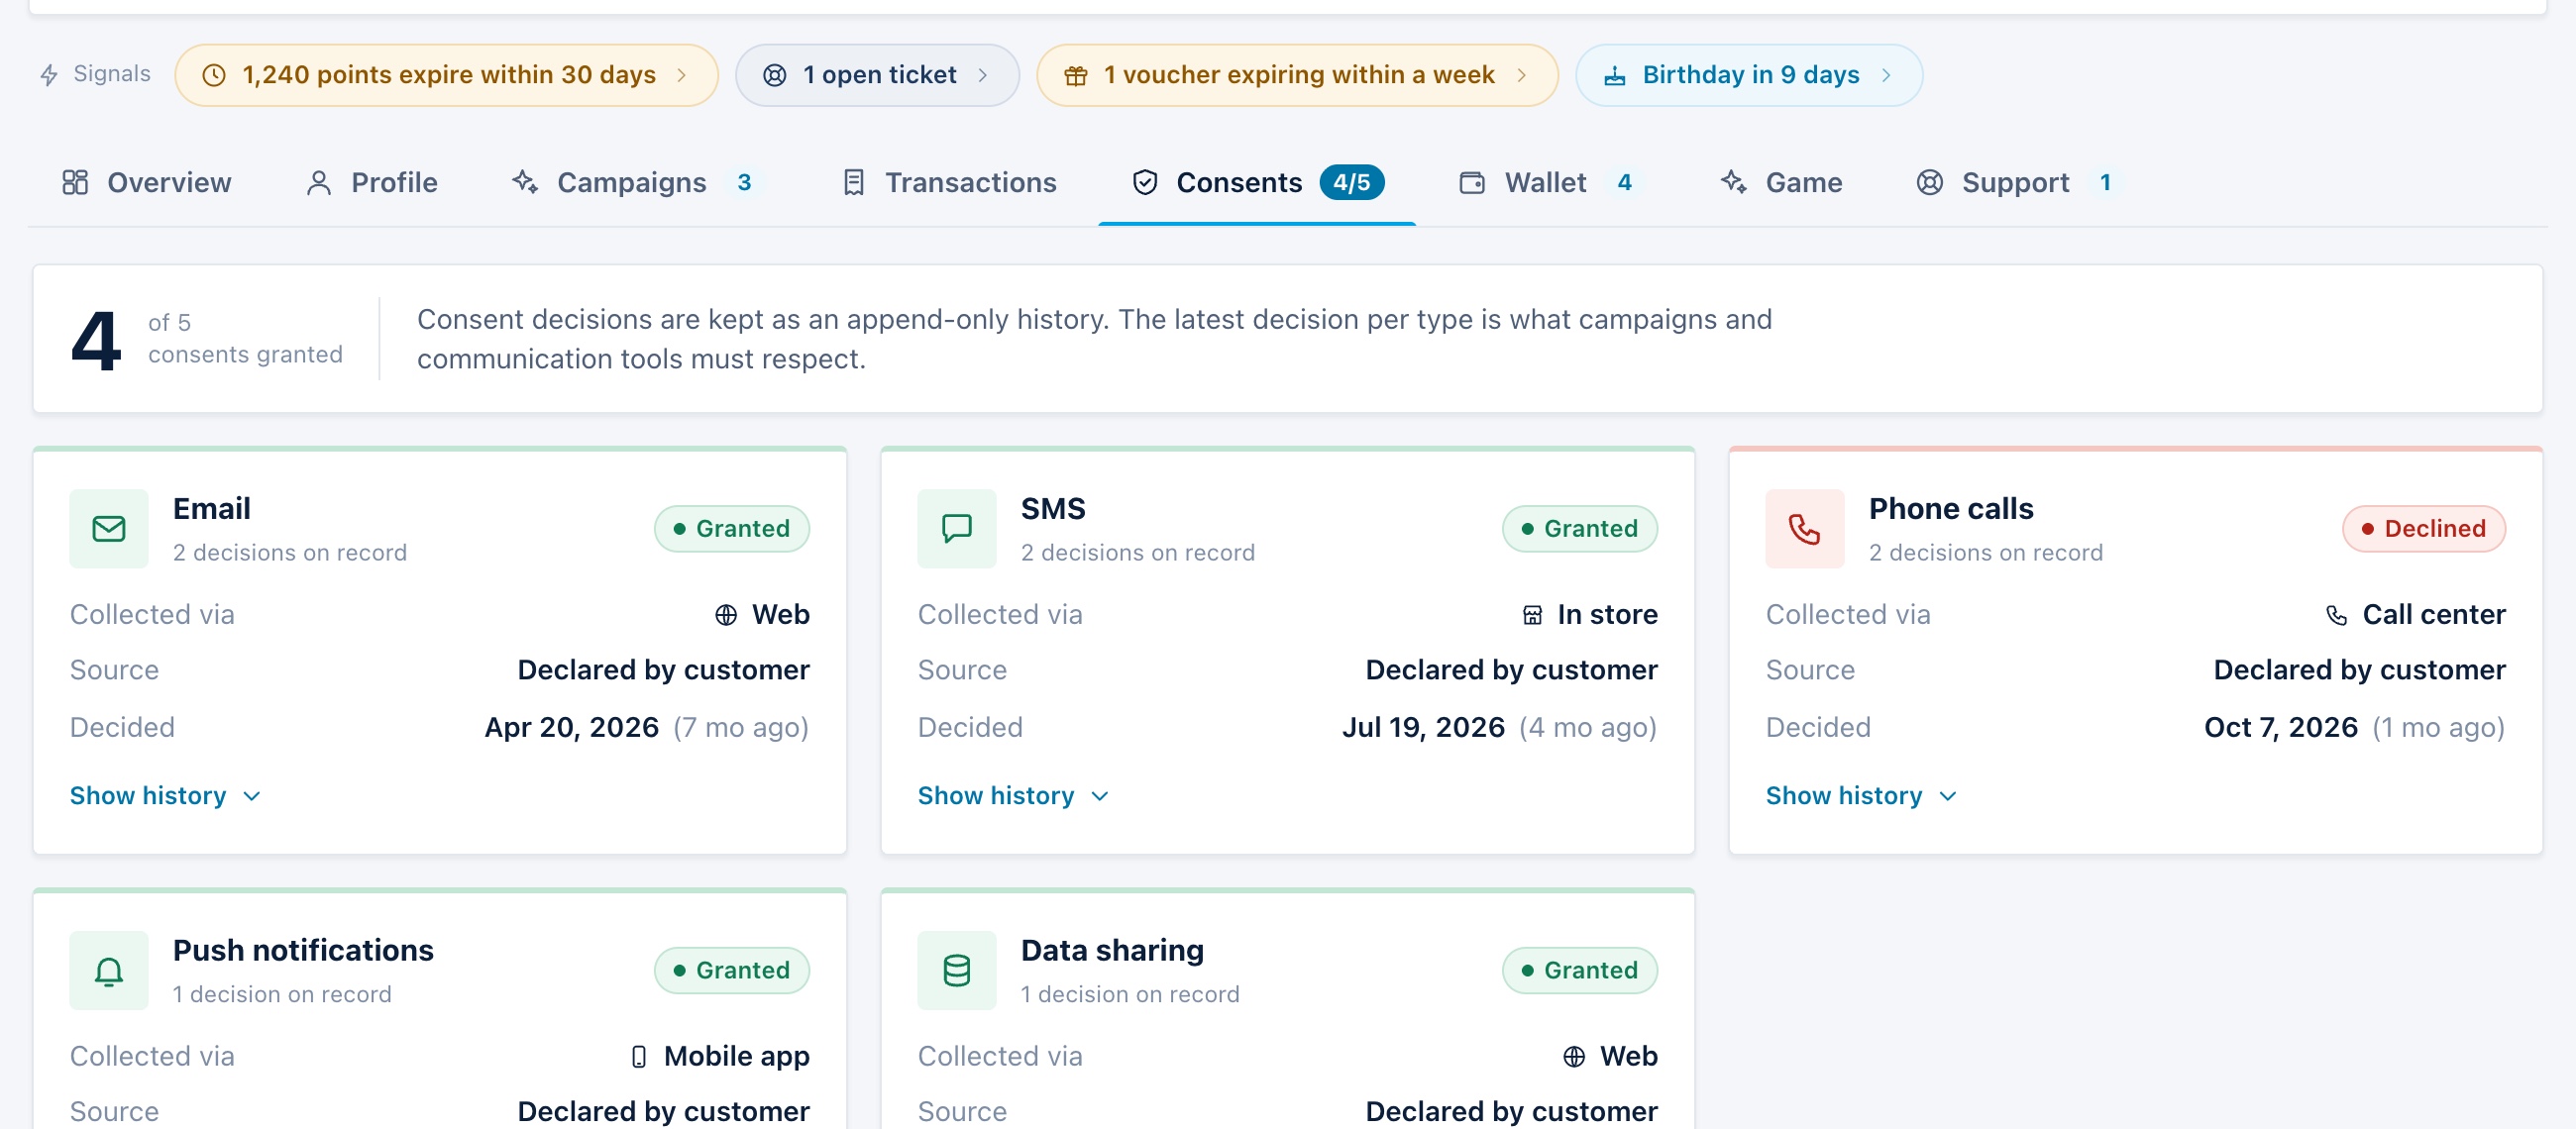 Signals
1,240 points expire within 30 days
1 open ticket
1 voucher expiring within a week
Birthday in 9 days
Overview
Profile
Campaigns 3
Transactions
Consents 4/5
Wallet 4
Game
Support 1
4
of 5
consents granted
Consent decisions are kept as an append-only history. The latest decision per type is what campaigns and
communication tools must respect.
Email
2 decisions on record
Granted
Collected via Web
Source Declared by customer
Decided Apr 20, 2026 (7 mo ago)
Show history
SMS
2 decisions on record
Granted
Collected via In store
Source Declared by customer
Decided Jul 19, 2026 (4 mo ago)
Show history
Phone calls
2 decisions on record
Declined
Collected via Call center
Source Declared by customer
Decided Oct 7, 2026 (1 mo ago)
Show history
Push notifications
1 decision on record
Granted
Collected via Mobile app
Source Declared by customer
Data sharing
1 decision on record
Granted
Collected via Web
Source Declared by customer